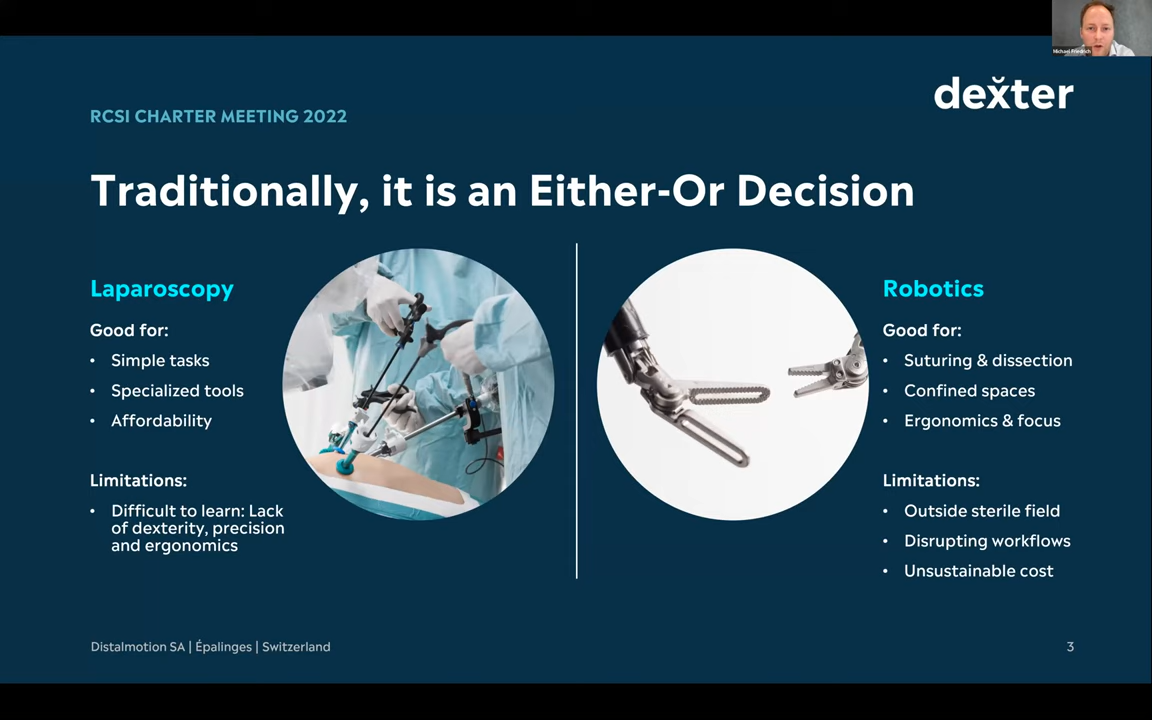 Michael Friedrich
dexter
RCSI CHARTER MEETING 2022
Traditionally, it is an Either-Or Decision
Laparoscopy
Good for:
• Simple tasks
• Specialized tools
• Affordability
Limitations:
• Difficult to learn: Lack
of dexterity, precision
and ergonomics
Robotics
Good for:
• Suturing & dissection
• Confined spaces
• Ergonomics & focus
Limitations:
• Outside sterile field
• Disrupting workflows
• Unsustainable cost
Distalmotion SA | Épalinges | Switzerland
3